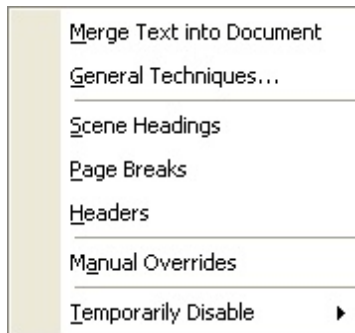 Merge Text into Document
General Techniques...
Scene Headings
Page Breaks
Headers
Manual Overrides
Temporarily Disable